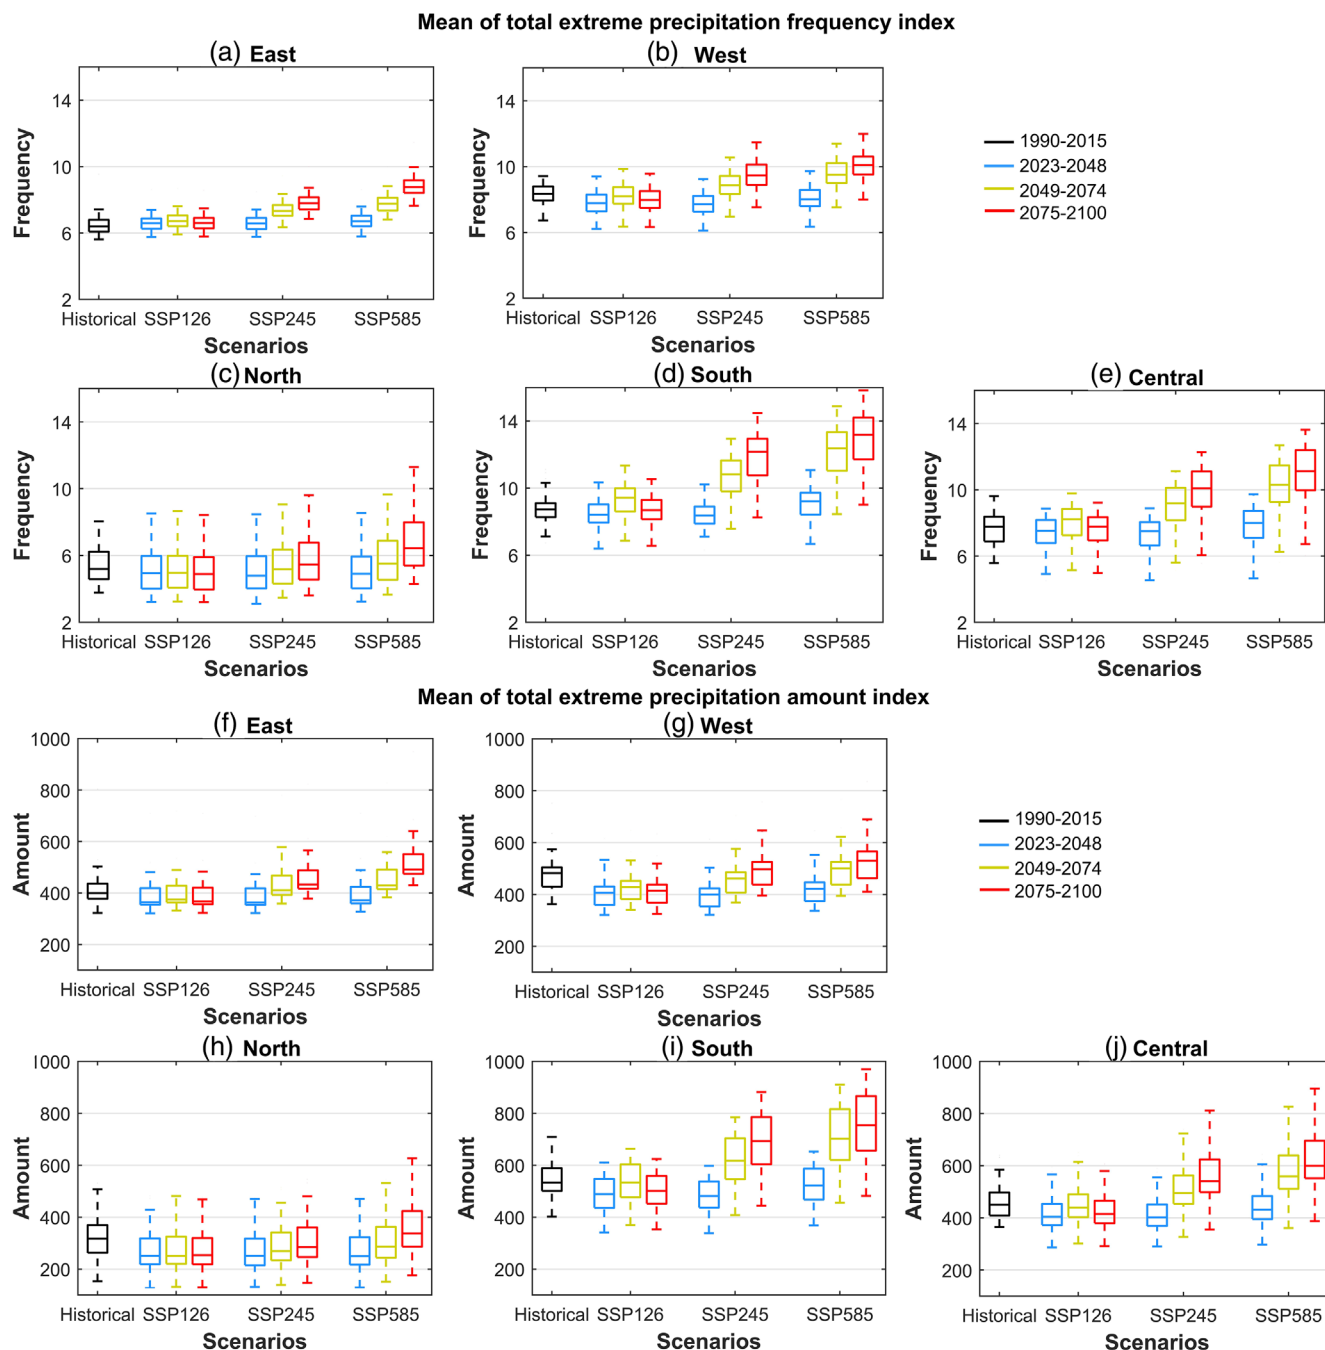 Mean of total extreme precipitation frequency index
(a) East
(b) West
14
10
6
2
Frequency
Historical SSP126 SSP245 SSP585
Scenarios
14
10
6
2
Frequency
Historical SSP126 SSP245 SSP585
Scenarios
1990-2015
2023-2048
2049-2074
2075-2100
(c) North
(d) South
(e) Central
14
10
6
2
Frequency
Historical SSP126 SSP245 SSP585
Scenarios
14
10
6
2
Frequency
Historical SSP126 SSP245 SSP585
Scenarios
14
10
6
2
Frequency
Historical SSP126 SSP245 SSP585
Scenarios
Mean of total extreme precipitation amount index
(f) East
(g) West
1000
800
600
400
200
Amount
Historical SSP126 SSP245 SSP585
Scenarios
1000
800
600
400
200
Amount
Historical SSP126 SSP245 SSP585
Scenarios
1990-2015
2023-2048
2049-2074
2075-2100
(h) North
(i) South
(j) Central
1000
800
600
400
200
Amount
Historical SSP126 SSP245 SSP585
Scenarios
1000
800
600
400
200
Amount
Historical SSP126 SSP245 SSP585
Scenarios
1000
800
600
400
200
Amount
Historical SSP126 SSP245 SSP585
Scenarios